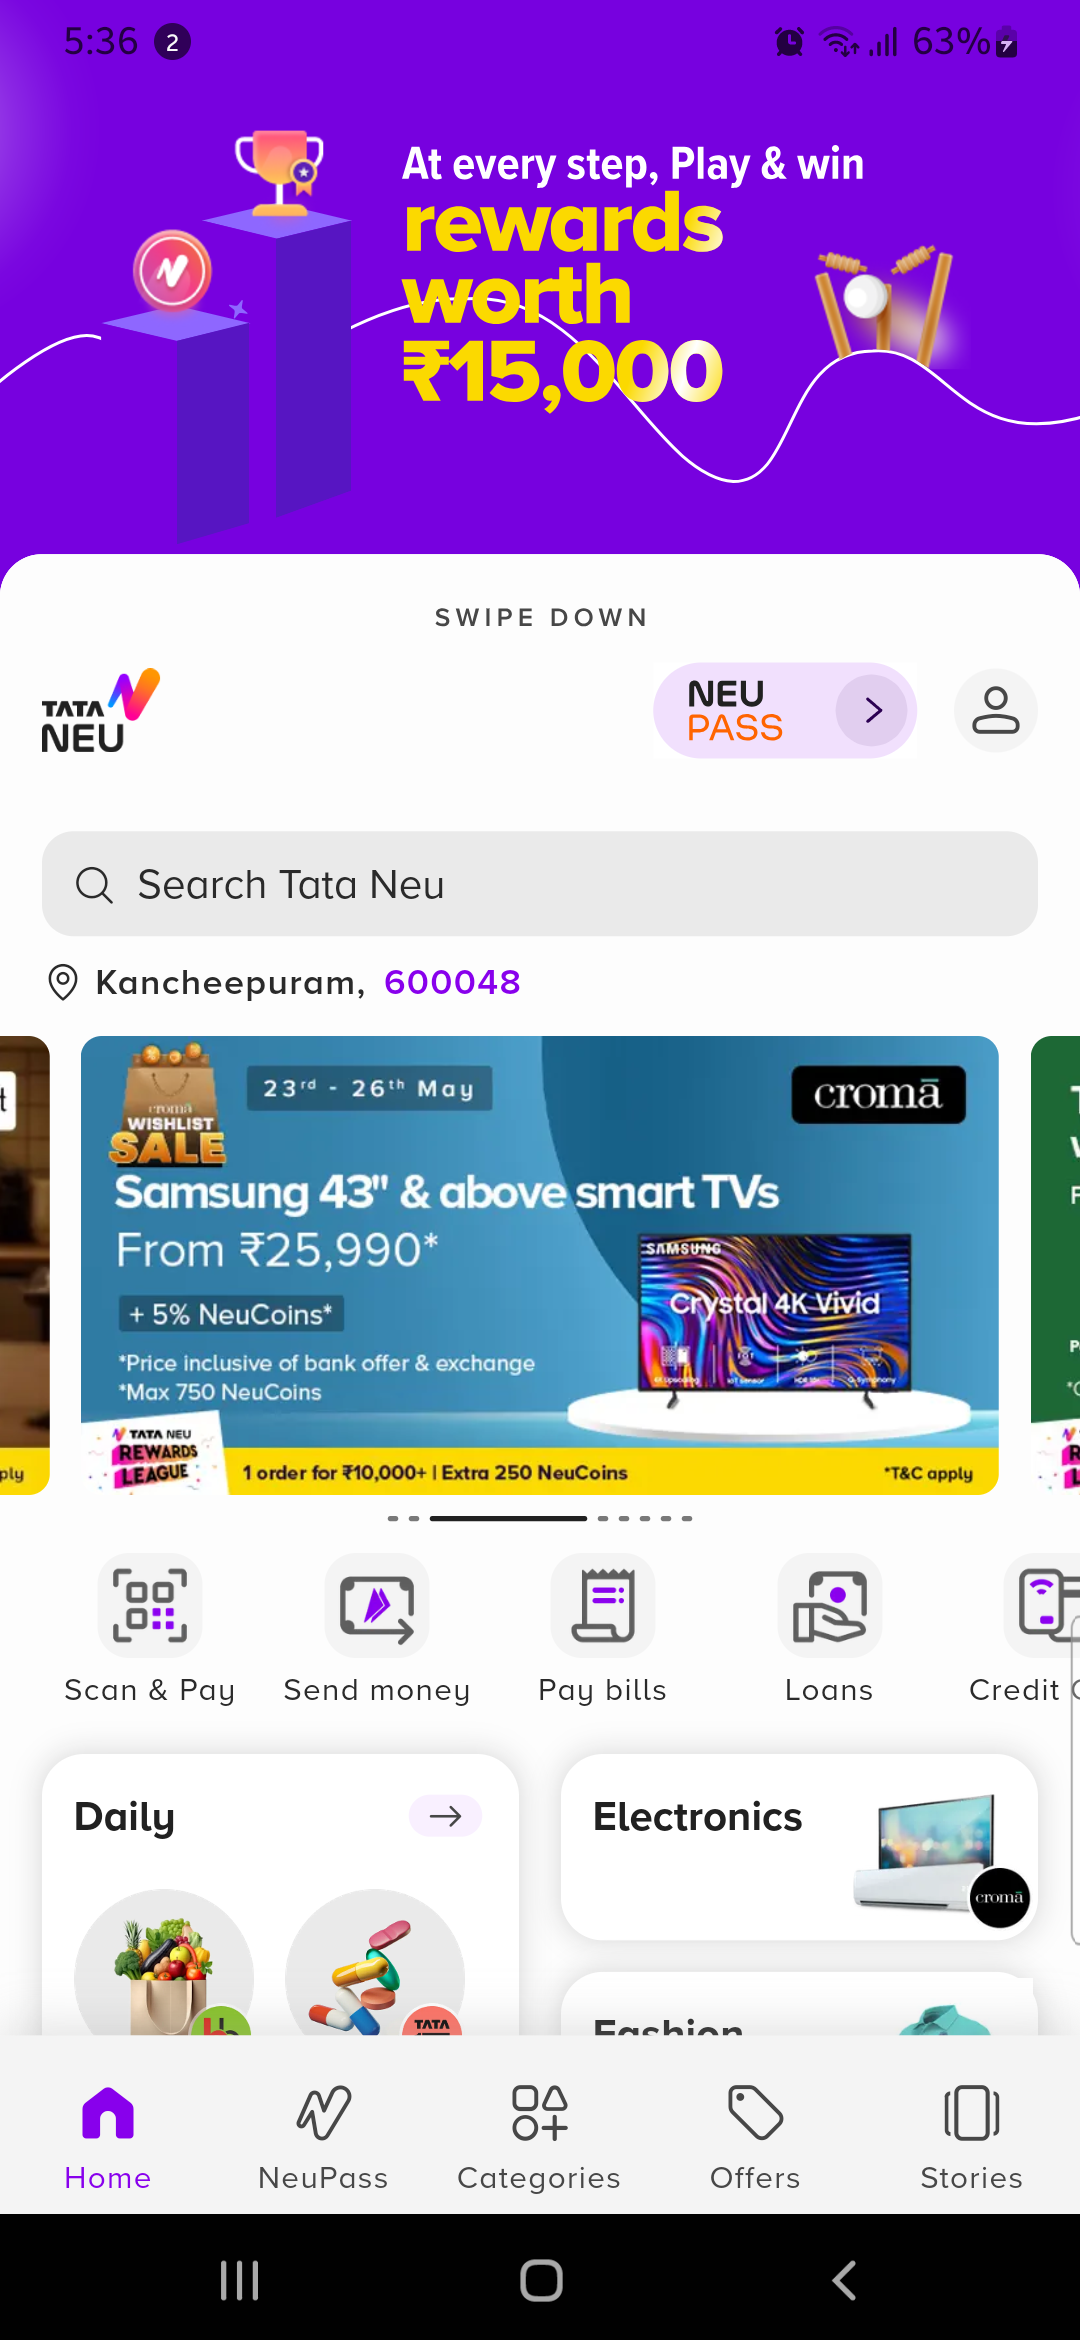 5:36 2 63%
At every step, Play & win
rewards
worth
₹15,000
SWIPE DOWN
TATA
NEU
NEU
PASS
Search Tata Neu
Kancheepuram, 600048
23rd - 26th May
cromā
cromā
WISHLIST
SALE
Samsung 43" & above smart TVs
From ₹25,990*
+ 5% NeuCoins*
*Price inclusive of bank offer & exchange
*Max 750 NeuCoins
SAMSUNG
Crystal 4K Vivid
TATA NEU
REWARDS
LEAGUE
1 order for ₹10,000+ | Extra 250 NeuCoins
*T&C apply
Scan & Pay
Send money
Pay bills
Loans
Credit
Daily
Electronics
cromā
TATA
Fashion
Home
NeuPass
Categories
Offers
Stories